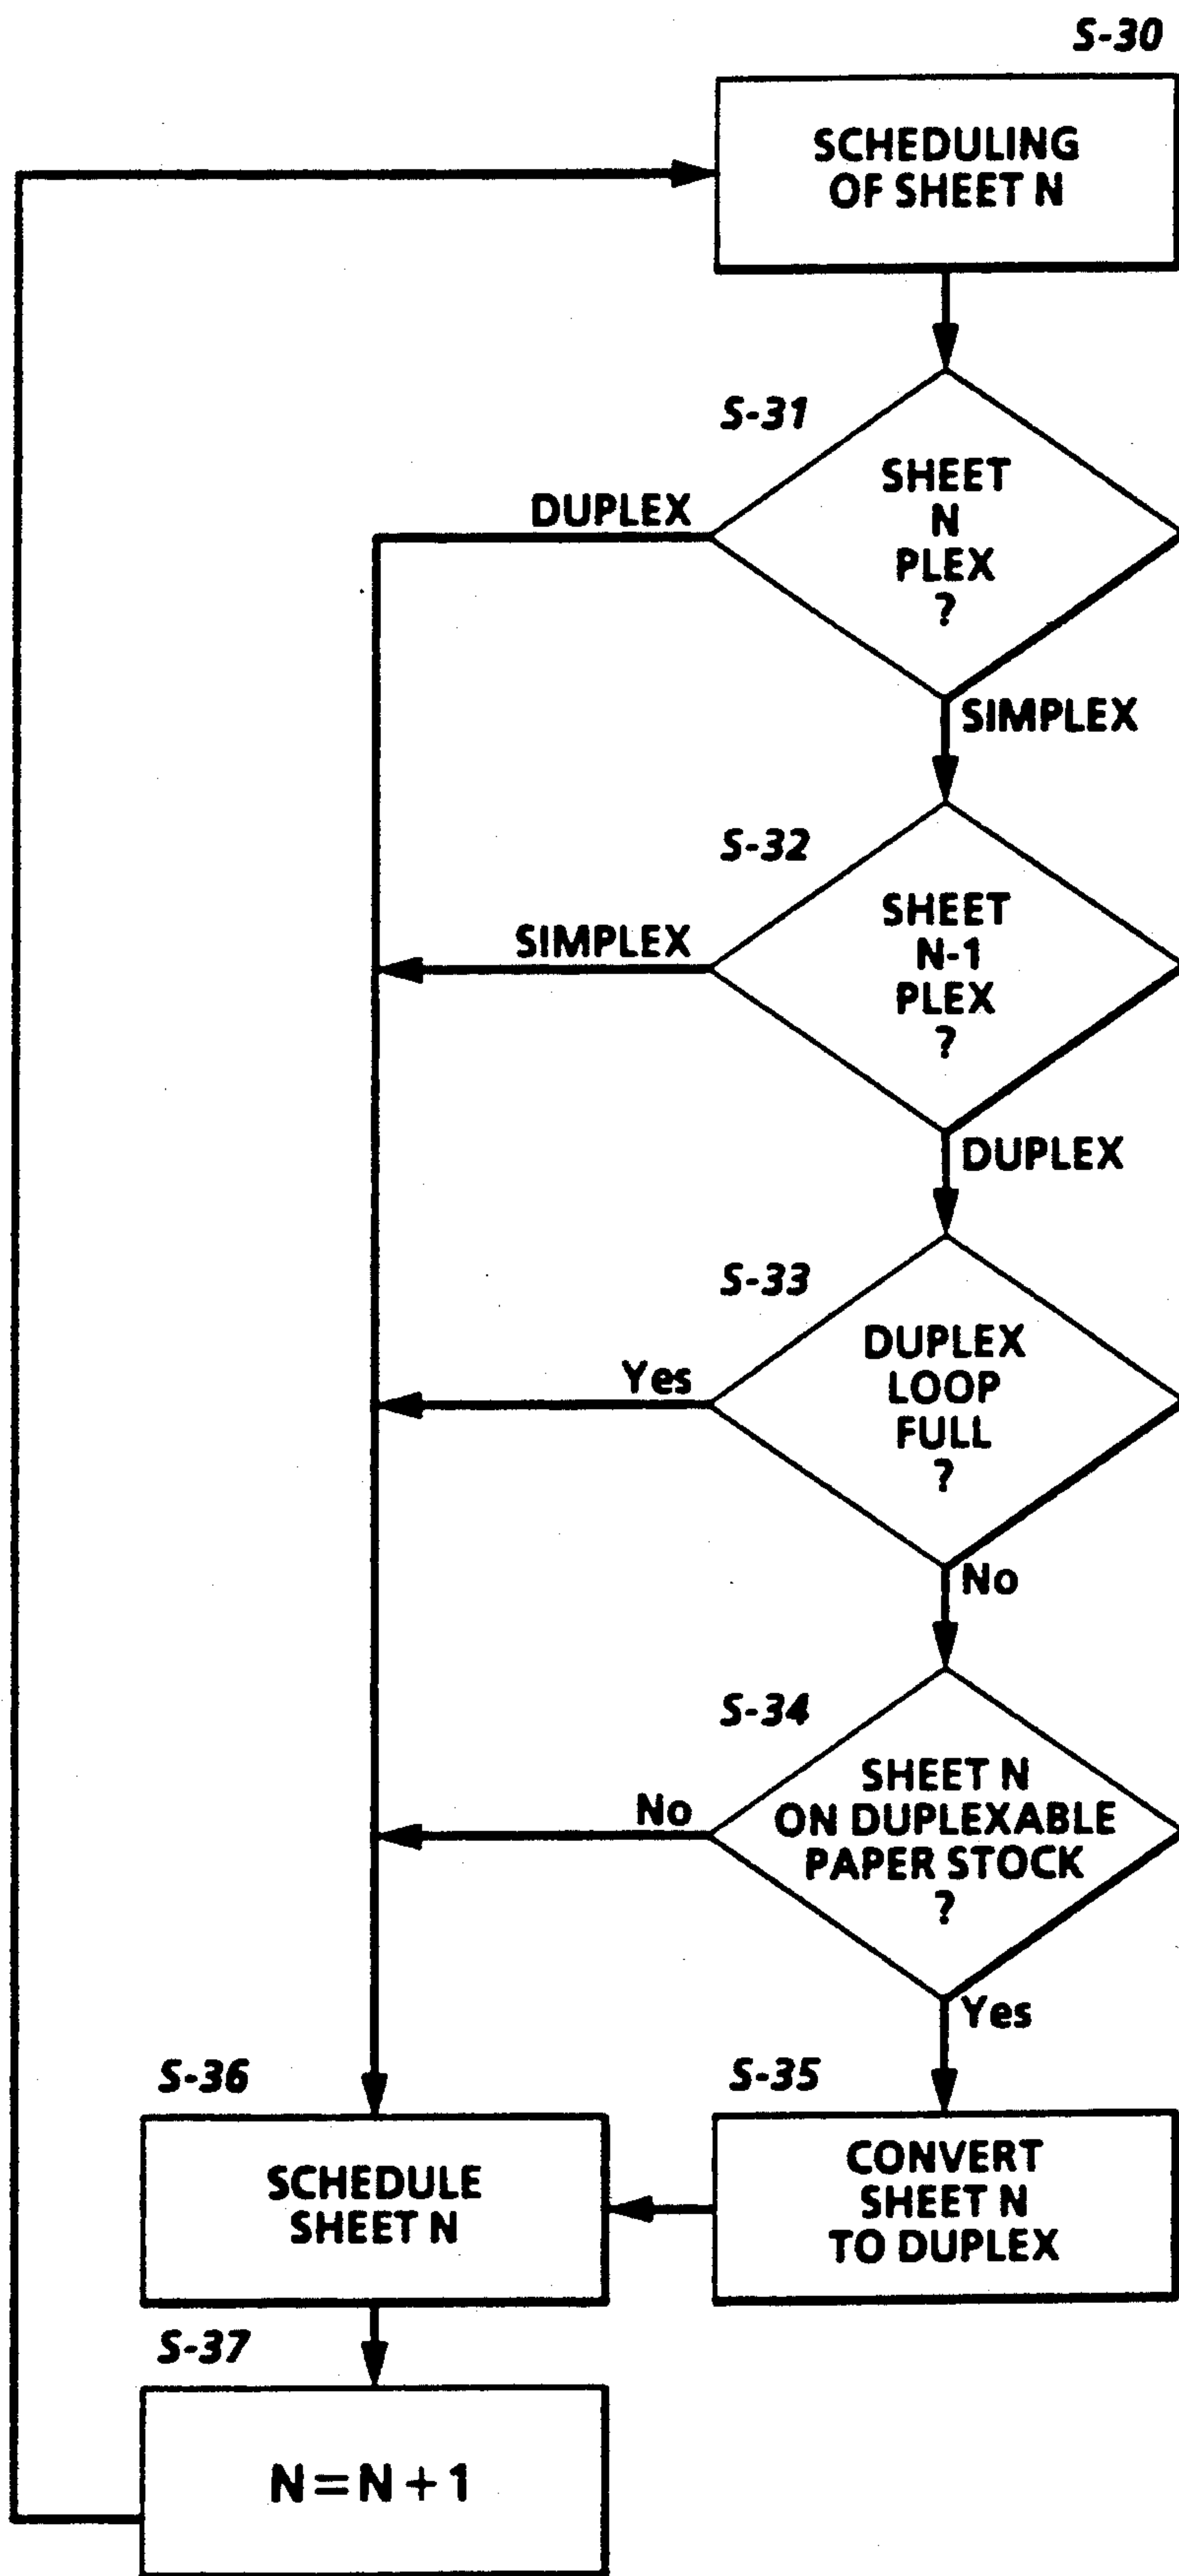 S-30
SCHEDULING
OF SHEET N
S-31
SHEET
N
PLEX
?
DUPLEX
SIMPLEX
S-32
SHEET
N-1
PLEX
?
SIMPLEX
DUPLEX
S-33
DUPLEX
LOOP
FULL
?
Yes
No
S-34
SHEET N
ON DUPLEXABLE
PAPER STOCK
?
No
Yes
S-35
CONVERT
SHEET N
TO DUPLEX
S-36
SCHEDULE
SHEET N
S-37
N=N+1